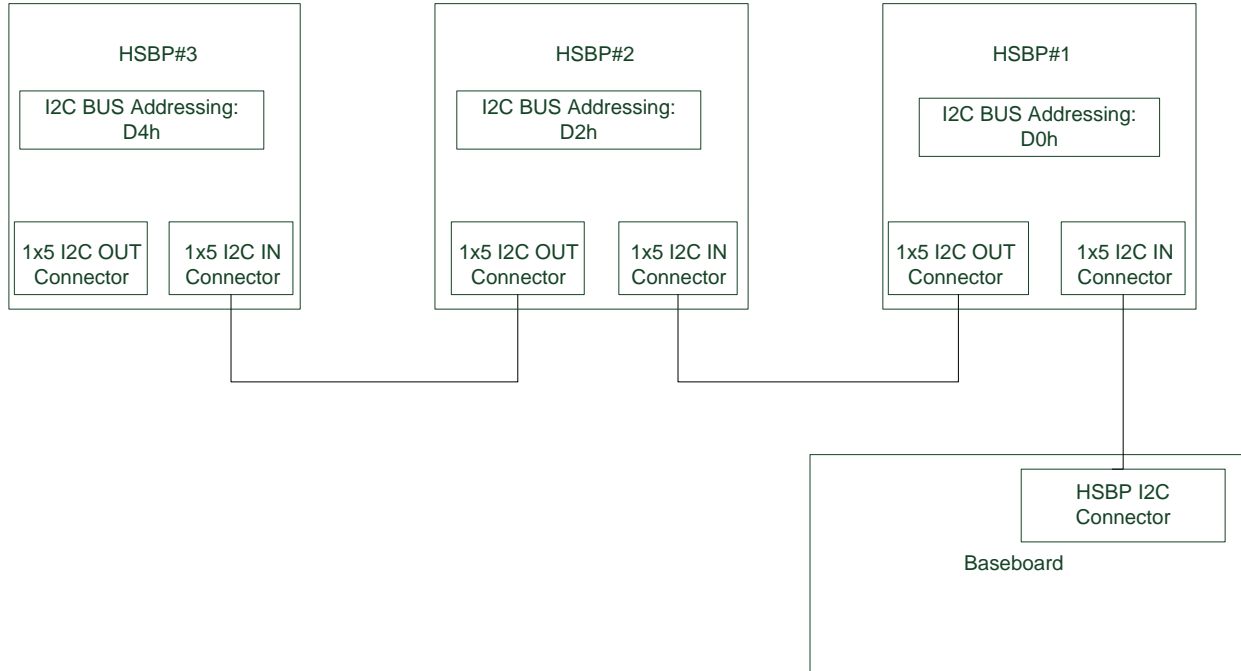 HSBP#3
I2C BUS Addressing:
D4h
1x5 I2C OUT
Connector
1x5 I2C IN
Connector
HSBP#2
I2C BUS Addressing:
D2h
1x5 I2C OUT
Connector
1x5 I2C IN
Connector
HSBP#1
I2C BUS Addressing:
D0h
1x5 I2C OUT
Connector
1x5 I2C IN
Connector
HSBP I2C
Connector
Baseboard